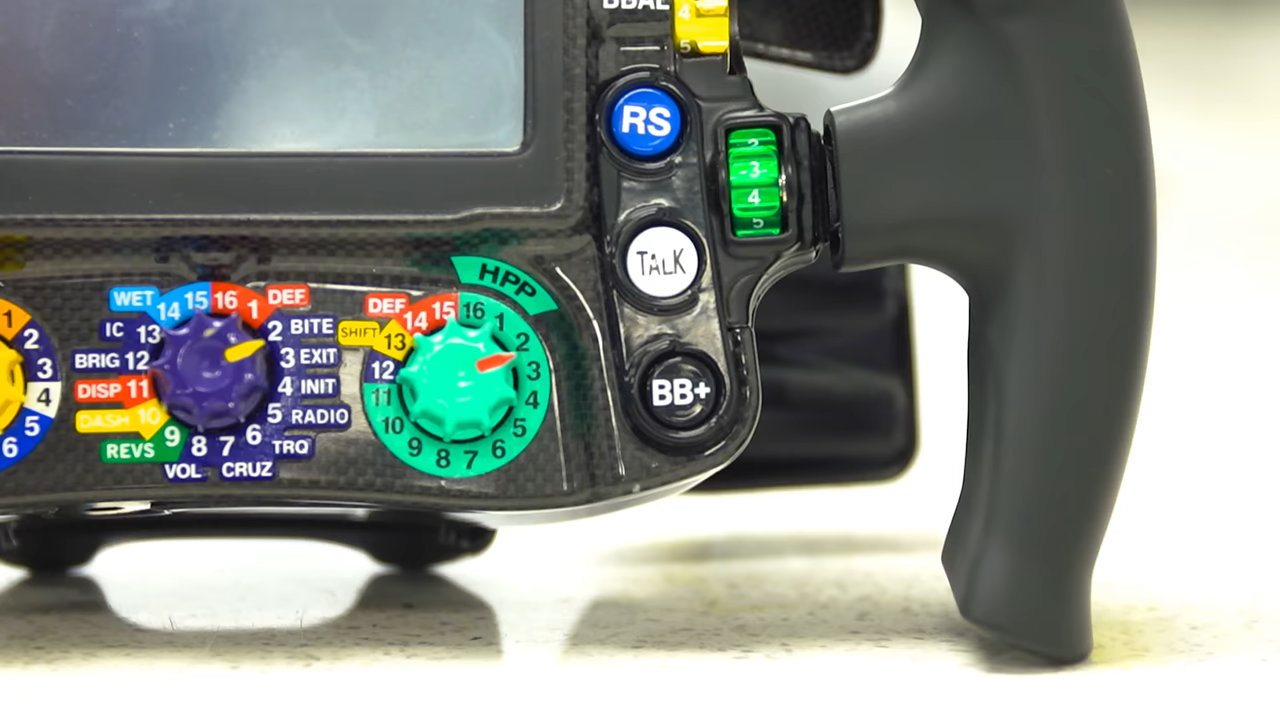 BBAL
4
5
RS
2
-3-
4
5
TALK
BB+
HPP
DEF
14
15
16
1
2
3
4
5
6
7
8
9
10
11
12
SHIFT 13
WET
14
15
16
1 DEF
2 BITE
3 EXIT
4 INIT
5 RADIO
6 TRQ
7 CRUZ
8 VOL
REVS 9
DASH 10
DISP 11
BRIG 12
IC 13
1
2
3
4
5
6